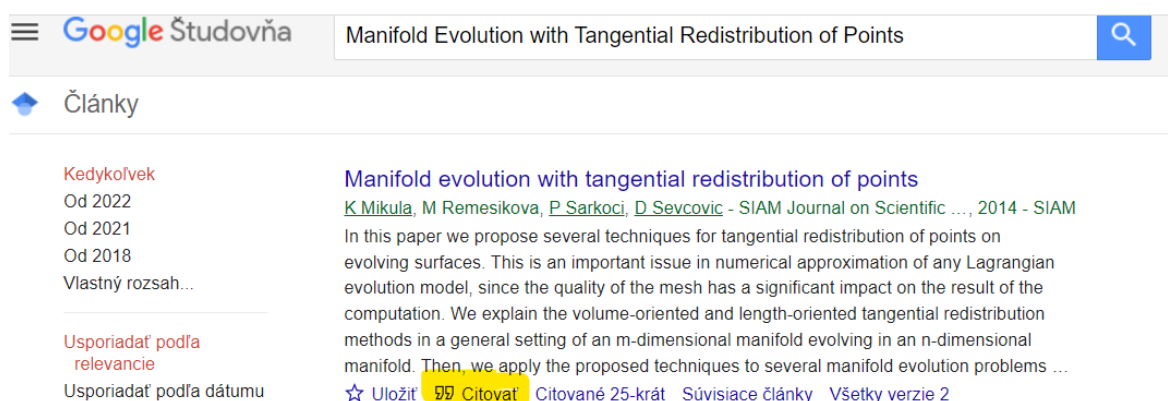 Google Študovňa
Manifold Evolution with Tangential Redistribution of Points
Články
Kedykoľvek
Od 2022
Od 2021
Od 2018
Vlastný rozsah...
Usporiadať podľa
relevancie
Usporiadať podľa dátumu
Manifold evolution with tangential redistribution of points
K Mikula, M Remesikova, P Sarkoci, D Sevcovic - SIAM Journal on Scientific …, 2014 - SIAM
In this paper we propose several techniques for tangential redistribution of points on
evolving surfaces. This is an important issue in numerical approximation of any Lagrangian
evolution model, since the quality of the mesh has a significant impact on the result of the
computation. We explain the volume-oriented and length-oriented tangential redistribution
methods in a general setting of an m-dimensional manifold evolving in an n-dimensional
manifold. Then, we apply the proposed techniques to several manifold evolution problems …
Uložiť Citovať Citované 25-krát Súvisiace články Všetky verzie 2